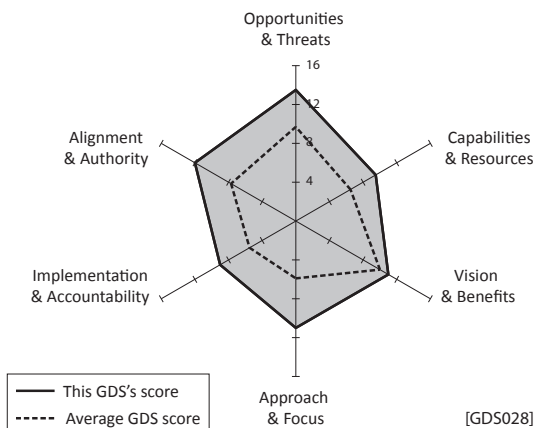 Opportunities
& Threats
16
12
8
4
Alignment
& Authority
Capabilities
& Resources
Implementation
& Accountability
Vision
& Benefits
Approach
& Focus
This GDS's score
Average GDS score
[GDS028]